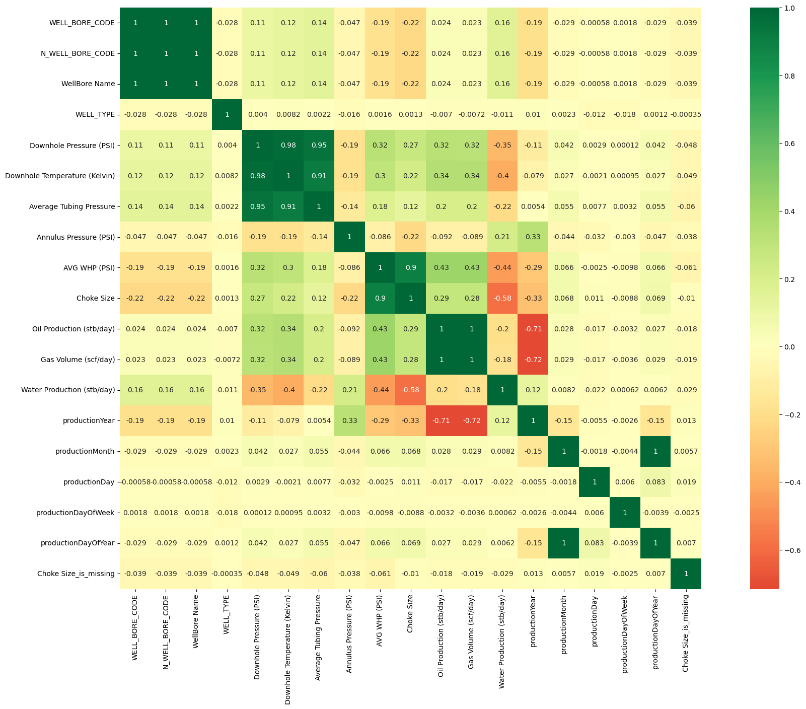 WELL_BORE_CODE 1 1 1 -0.028 0.11 0.12 0.14 -0.047 -0.19 -0.22 0.024 0.023 0.16 -0.19 -0.029 -0.00058 0.0018 -0.029 -0.039
N_WELL_BORE_CODE 1 1 1 -0.028 0.11 0.12 0.14 -0.047 -0.19 -0.22 0.024 0.023 0.16 -0.19 -0.029 -0.00058 0.0018 -0.029 -0.039
WellBore Name 1 1 1 -0.028 0.11 0.12 0.14 -0.047 -0.19 -0.22 0.024 0.023 0.16 -0.19 -0.029 -0.00058 0.0018 -0.029 -0.039
WELL_TYPE -0.028 -0.028 -0.028 1 0.004 0.0082 0.0022 -0.016 0.0016 0.0013 -0.007 -0.0072 -0.011 0.01 0.0023 -0.012 -0.018 0.0012 -0.00035
Downhole Pressure (PSI) 0.11 0.11 0.11 0.004 1 0.98 0.95 -0.19 0.32 0.27 0.32 0.32 -0.35 -0.11 0.042 0.0029 0.00012 0.042 -0.048
Downhole Temperature (Kelvin) 0.12 0.12 0.12 0.0082 0.98 1 0.91 -0.19 0.3 0.22 0.34 0.34 -0.4 -0.079 0.027 -0.0021 0.00095 0.027 -0.049
Average Tubing Pressure 0.14 0.14 0.14 0.0022 0.95 0.91 1 -0.14 0.18 0.12 0.2 0.2 -0.22 0.0054 0.055 0.0077 0.0032 0.055 -0.06
Annulus Pressure (PSI) -0.047 -0.047 -0.047 -0.016 -0.19 -0.19 -0.14 1 -0.086 -0.22 -0.092 -0.089 0.21 0.33 -0.044 -0.032 -0.003 -0.047 -0.038
AVG WHP (PSI) -0.19 -0.19 -0.19 0.0016 0.32 0.3 0.18 -0.086 1 0.9 0.43 0.43 -0.44 -0.29 0.066 -0.0025 -0.0098 0.066 -0.061
Choke Size -0.22 -0.22 -0.22 0.0013 0.27 0.22 0.12 -0.22 0.9 1 0.29 0.28 -0.58 -0.33 0.068 0.011 -0.0088 0.069 -0.01
Oil Production (stb/day) 0.024 0.024 0.024 -0.007 0.32 0.34 0.2 -0.092 0.43 0.29 1 1 -0.2 -0.71 0.028 -0.017 -0.0032 0.027 -0.018
Gas Volume (scf/day) 0.023 0.023 0.023 -0.0072 0.32 0.34 0.2 -0.089 0.43 0.28 1 1 -0.18 -0.72 0.029 -0.017 -0.0036 0.029 -0.019
Water Production (stb/day) 0.16 0.16 0.16 -0.011 -0.35 -0.4 -0.22 0.21 -0.44 -0.58 -0.2 -0.18 1 0.12 0.0082 -0.022 0.00062 0.0062 -0.029
productionYear -0.19 -0.19 -0.19 0.01 -0.11 -0.079 0.0054 0.33 -0.29 -0.33 -0.71 -0.72 0.12 1 -0.15 -0.0055 -0.0026 -0.15 0.013
productionMonth -0.029 -0.029 -0.029 0.0023 0.042 0.027 0.055 -0.044 0.066 0.068 0.028 0.029 0.0082 -0.15 1 -0.0018 -0.0044 1 0.0057
productionDay -0.00058 -0.00058 -0.00058 -0.012 0.0029 -0.0021 0.0077 -0.032 -0.0025 0.011 -0.017 -0.017 -0.022 -0.0055 -0.0018 1 0.006 0.083 0.019
productionDayOfWeek 0.0018 0.0018 0.0018 -0.018 0.00012 0.00095 0.0032 -0.003 -0.0098 -0.0088 -0.0032 -0.0036 0.00062 -0.0026 -0.0044 0.006 1 -0.0039 -0.0025
productionDayOfYear -0.029 -0.029 -0.029 0.0012 0.042 0.027 0.055 -0.047 0.066 0.069 0.027 0.029 0.0062 -0.15 1 0.083 -0.0039 1 0.007
Choke Size_is_missing -0.039 -0.039 -0.039 -0.00035 -0.048 -0.049 -0.06 -0.038 -0.061 -0.01 -0.018 -0.019 -0.029 0.013 0.0057 0.019 -0.0025 0.007 1
WELL_BORE_CODE
N_WELL_BORE_CODE
WellBore Name
WELL_TYPE
Downhole Pressure (PSI)
Downhole Temperature (Kelvin)
Average Tubing Pressure
Annulus Pressure (PSI)
AVG WHP (PSI)
Choke Size
Oil Production (stb/day)
Gas Volume (scf/day)
Water Production (stb/day)
productionYear
productionMonth
productionDay
productionDayOfWeek
productionDayOfYear
Choke Size_is_missing
1.0
0.8
0.6
0.4
0.2
0.0
-0.2
-0.4
-0.6